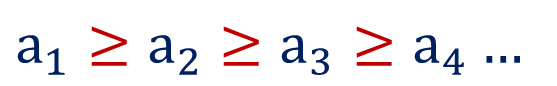 a₁ ≥ a₂ ≥ a₃ ≥ a₄ ...